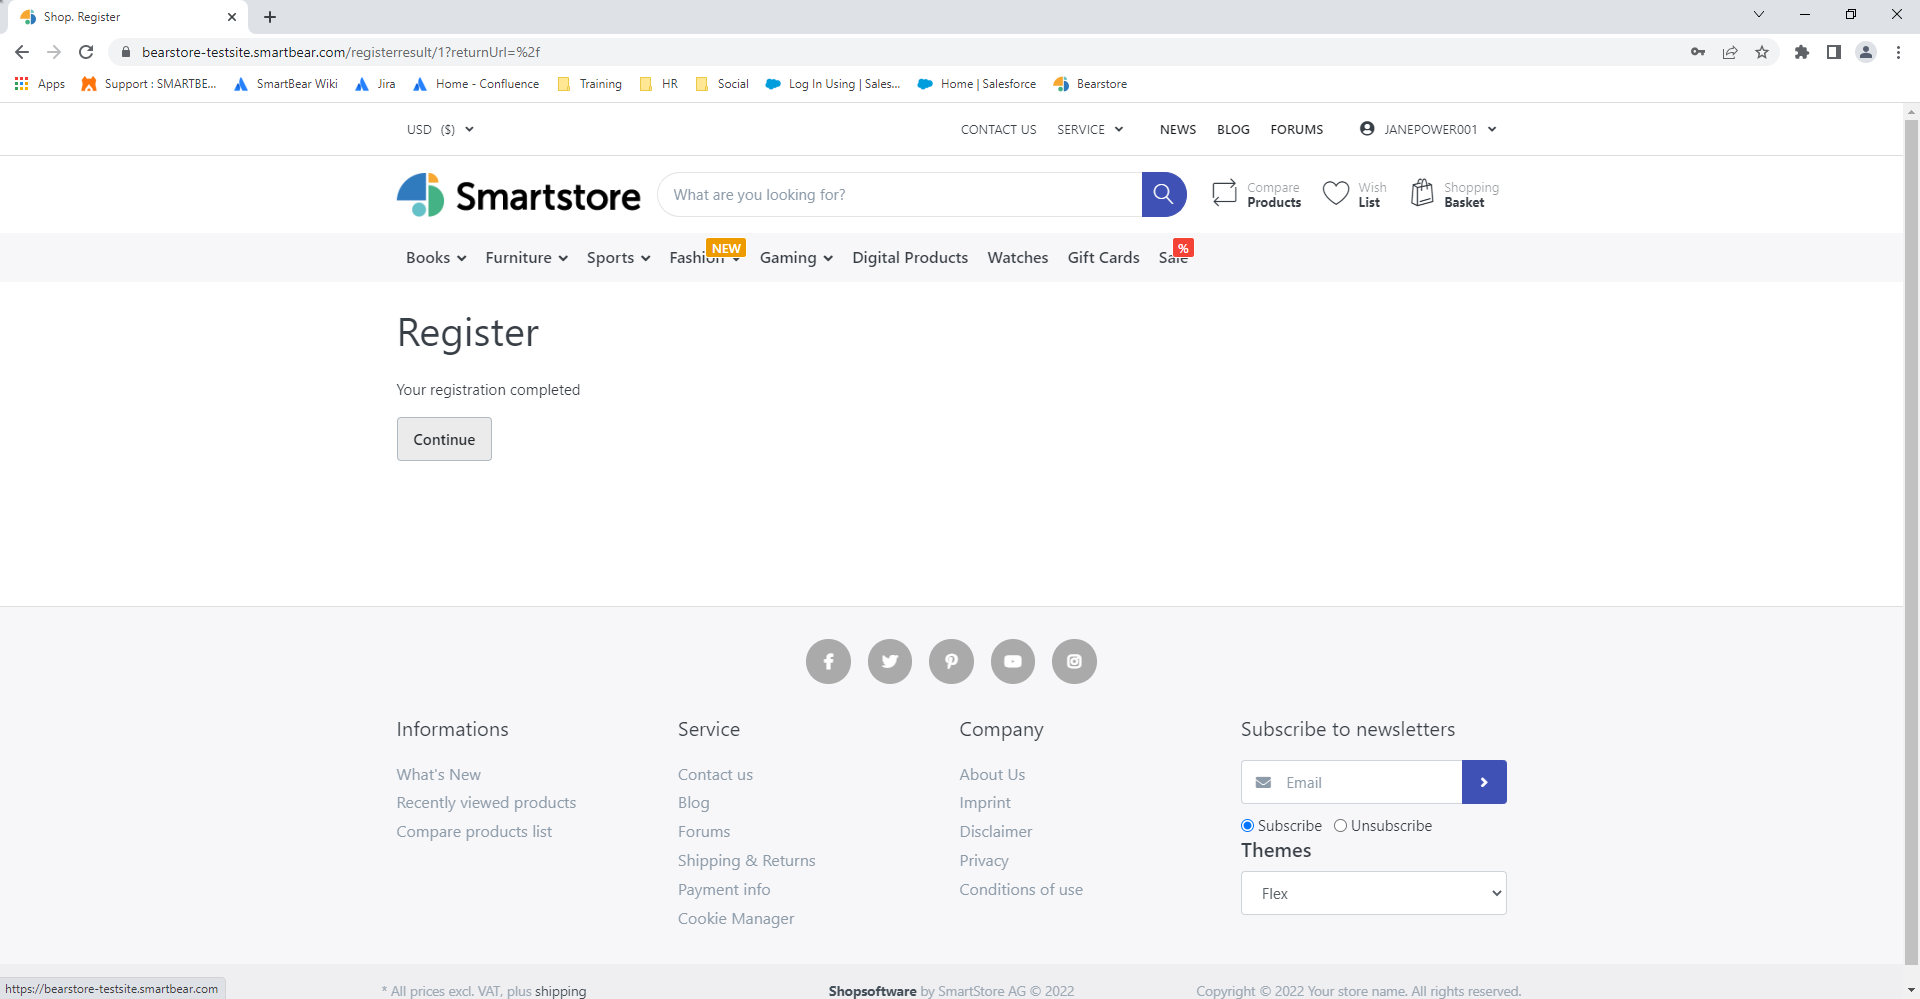 Shop. Register
bearstore-testsite.smartbear.com/registerresult/1?returnUrl=%2f
Apps Support : SMARTBE... SmartBear Wiki Jira Home - Confluence Training HR Social Log In Using | Sales... Home | Salesforce Bearstore
USD ($) CONTACT US SERVICE NEWS BLOG FORUMS JANEPOWER001
Smartstore What are you looking for? Compare Products Wish List Shopping Basket
NEW %
Books Furniture Sports Fashion Gaming Digital Products Watches Gift Cards Sale
Register
Your registration completed
Continue
Informations
What's New
Recently viewed products
Compare products list
Service
Contact us
Blog
Forums
Shipping & Returns
Payment info
Cookie Manager
Company
About Us
Imprint
Disclaimer
Privacy
Conditions of use
Subscribe to newsletters
Email
Subscribe Unsubscribe
Themes
Flex
https://bearstore-testsite.smartbear.com
* All prices excl. VAT, plus shipping
Shopsoftware by SmartStore AG © 2022
Copyright © 2022 Your store name. All rights reserved.